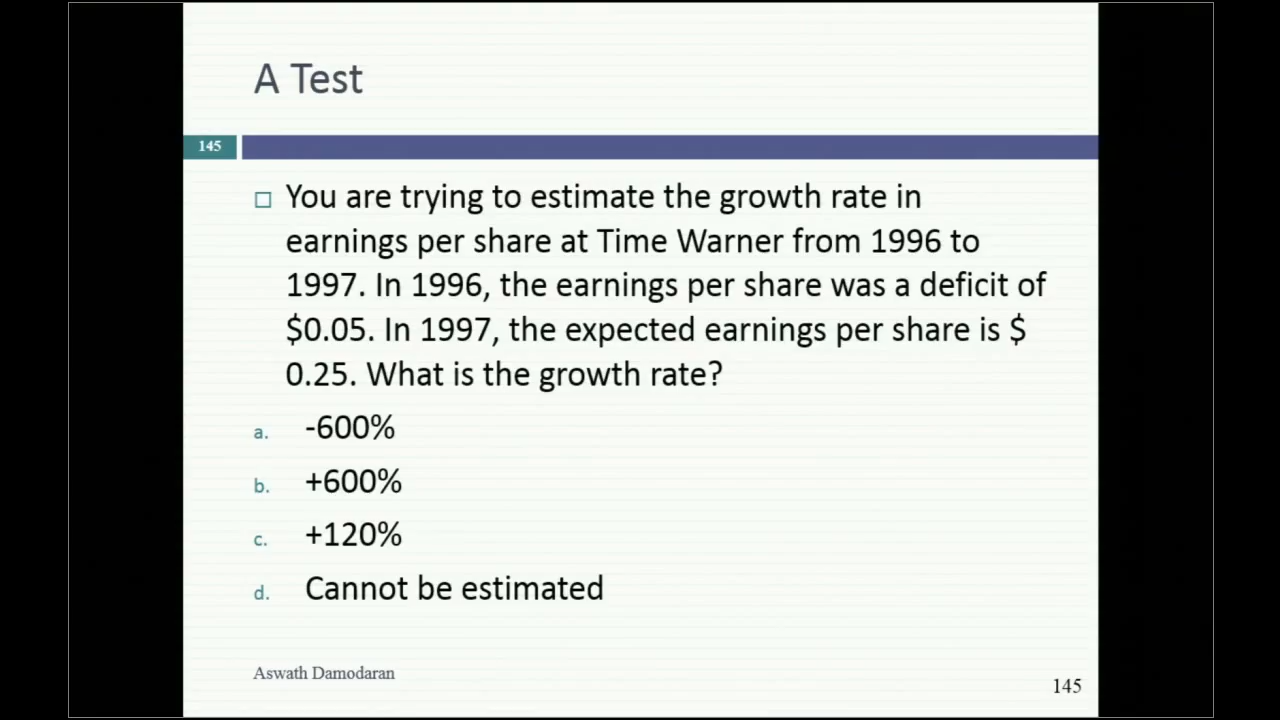 A Test
145
You are trying to estimate the growth rate in
earnings per share at Time Warner from 1996 to
1997. In 1996, the earnings per share was a deficit of
$0.05. In 1997, the expected earnings per share is $
0.25. What is the growth rate?
a. -600%
b. +600%
c. +120%
d. Cannot be estimated
Aswath Damodaran
145